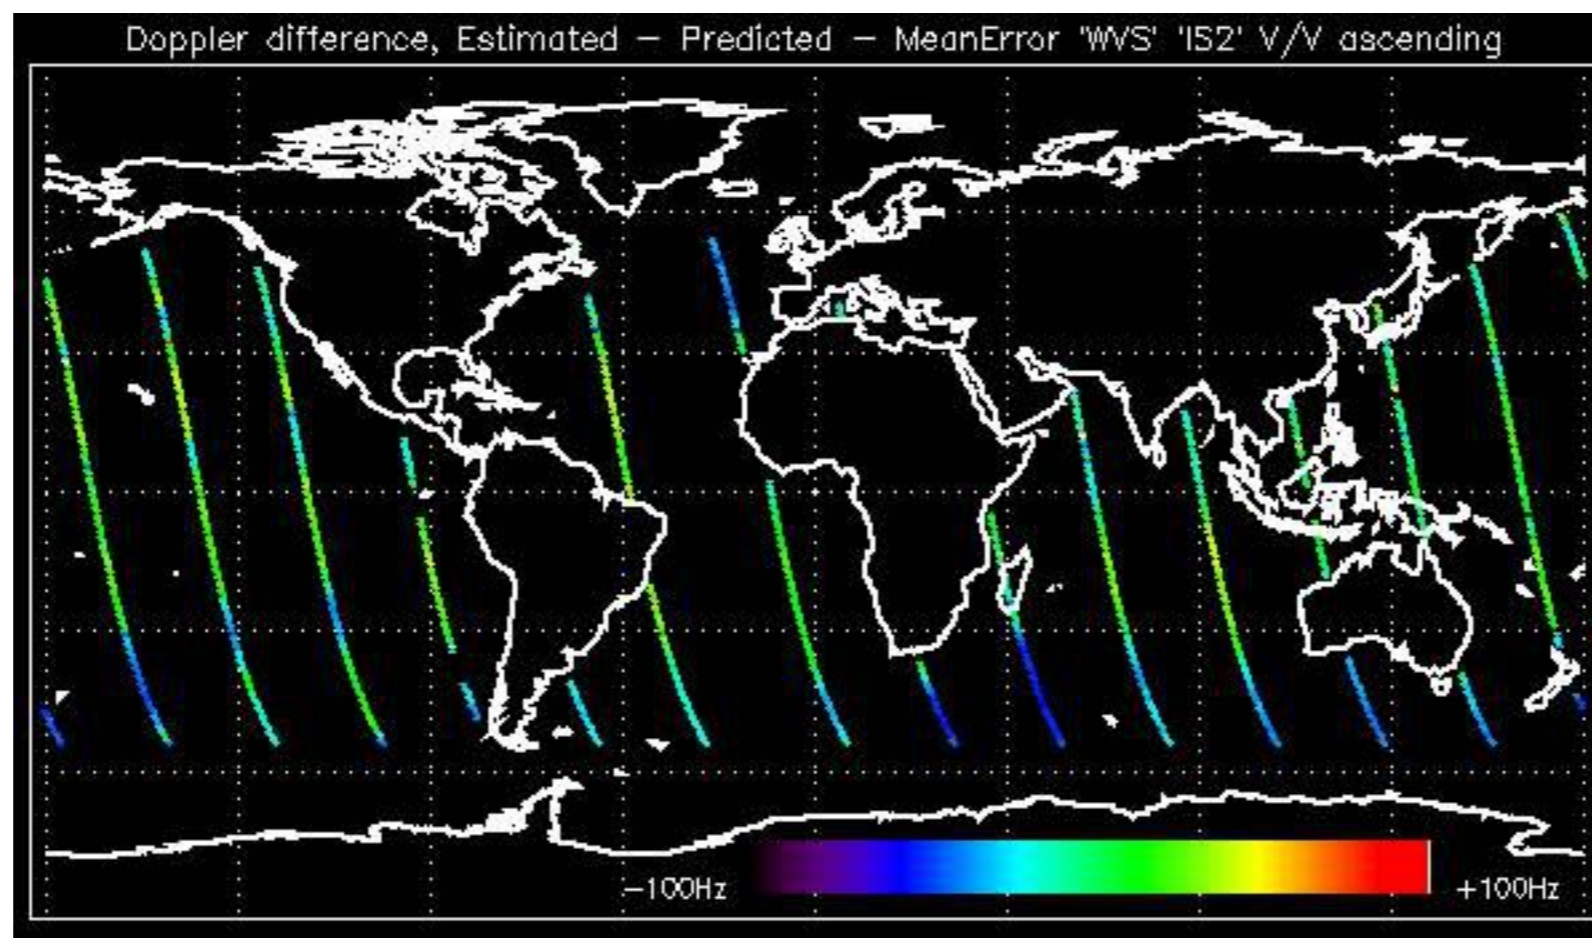 Doppler difference, Estimated – Predicted – MeanError 'WVS' 'IS2' V/V ascending
–100Hz +100Hz